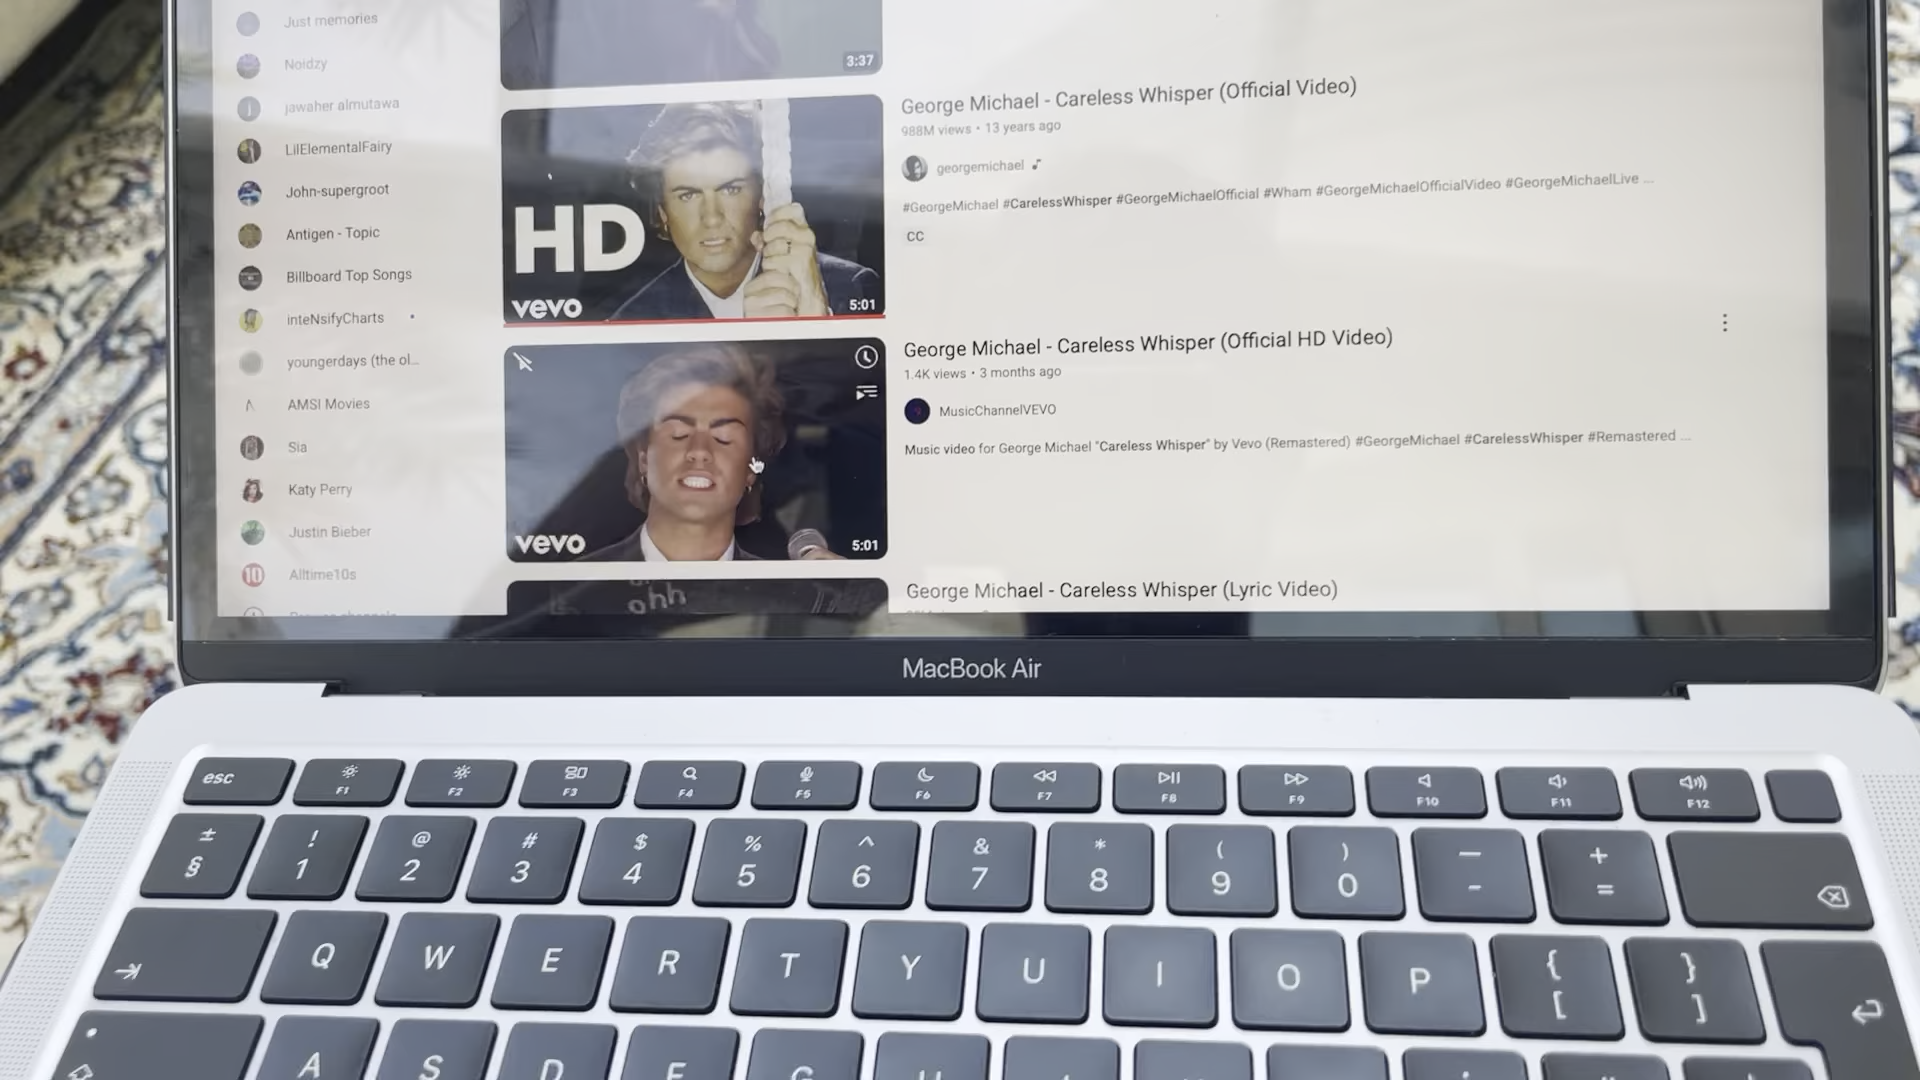 Just memories
Noidzy
jawaher almutawa
LilElementalFairy
John-supergroot
Antigen - Topic
Billboard Top Songs
inteNsifyCharts
youngerdays (the ol...
AMSI Movies
Sia
Katy Perry
Justin Bieber
10 Alltime10s
3:37
HD
vevo
5:01
George Michael - Careless Whisper (Official Video)
988M views • 13 years ago
georgemichael
#GeorgeMichael #CarelessWhisper #GeorgeMichaelOfficial #Wham #GeorgeMichaelOfficialVideo #GeorgeMichaelLive ...
CC
vevo
5:01
George Michael - Careless Whisper (Official HD Video)
1.4K views • 3 months ago
MusicChannelVEVO
Music video for George Michael "Careless Whisper" by Vevo (Remastered) #GeorgeMichael #CarelessWhisper #Remastered ...
ohh
George Michael - Careless Whisper (Lyric Video)
MacBook Air
esc F1 F2 F3 F4 F5 F6 F7 F8 F9 F10 F11 F12
± ! @ # $ % ^ & * ( ) — +
§ 1 2 3 4 5 6 7 8 9 0 - =
Q W E R T Y U I O P { }
[ ]
A S D